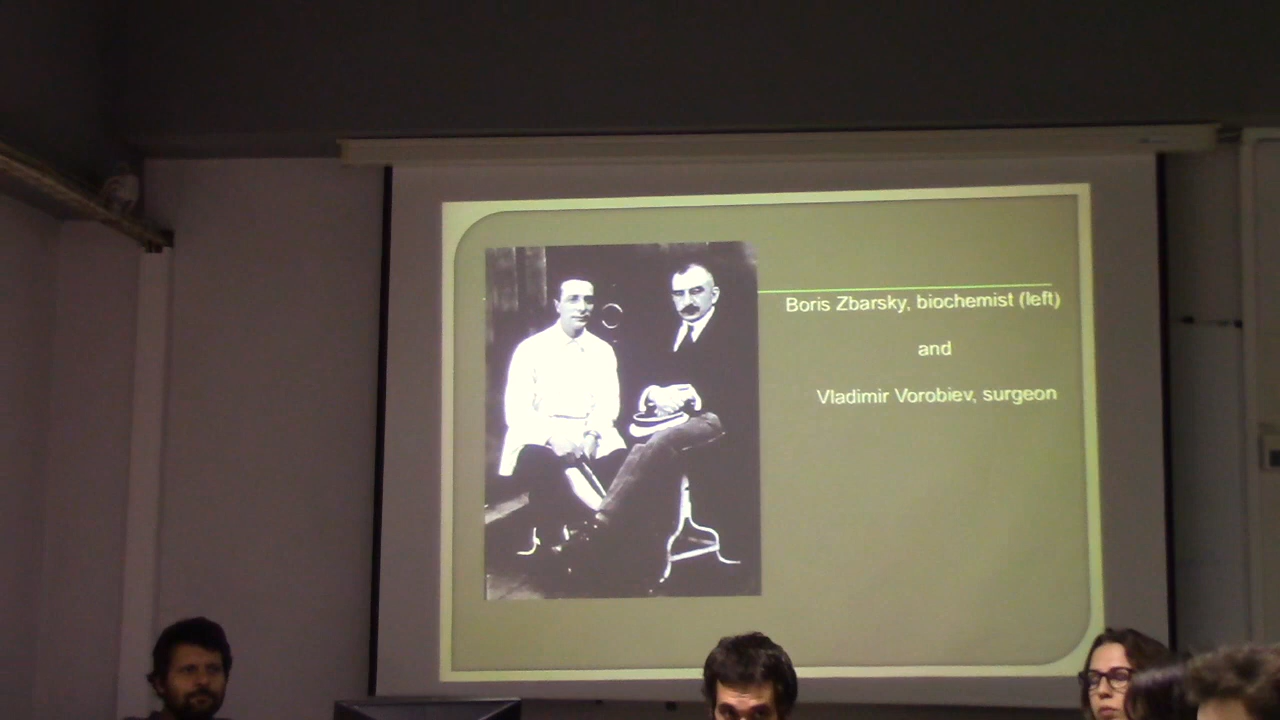 Boris Zbarsky, biochemist (left)
and
Vladimir Vorobiev, surgeon